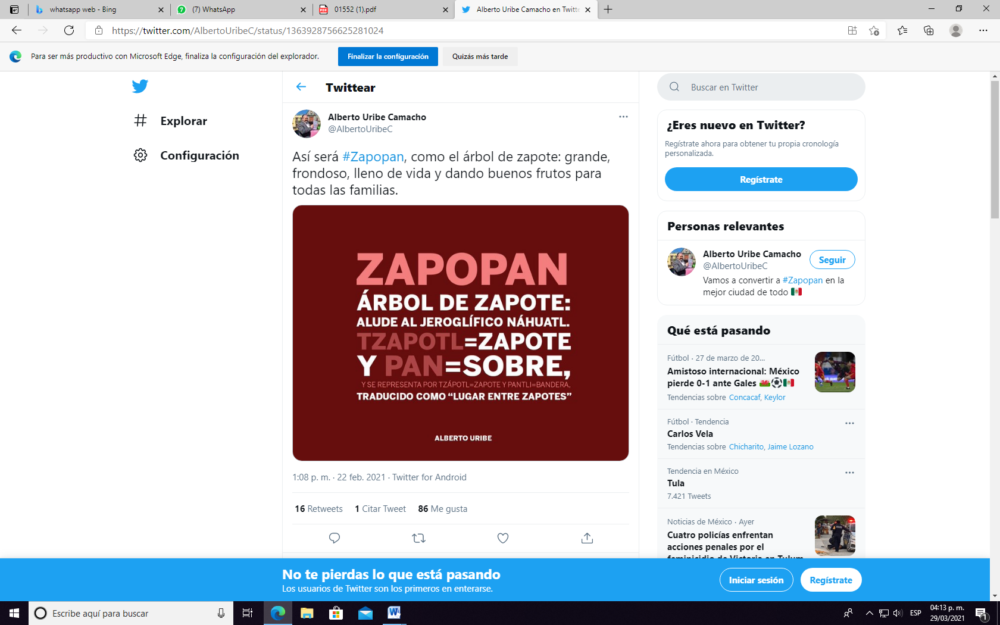 whatsapp web - Bing
(7) WhatsApp
01552 (1).pdf
Alberto Uribe Camacho en Twitte
https://twitter.com/AlbertoUribeC/status/1363928756625281024
Para ser más productivo con Microsoft Edge, finaliza la configuración del explorador.
Finalizar la configuración
Quizás más tarde
Explorar
Configuración
Twittear
Alberto Uribe Camacho
@AlbertoUribeC
Así será #Zapopan, como el árbol de zapote: grande,
frondoso, lleno de vida y dando buenos frutos para
todas las familias.
ZAPOPAN
ÁRBOL DE ZAPOTE:
ALUDE AL JEROGLÍFICO NÁHUATL.
TZAPOTL=ZAPOTE
Y PAN=SOBRE,
Y SE REPRESENTA POR TZÁPOTL=ZAPOTE Y PANTLI=BANDERA,
TRADUCIDO COMO “LUGAR ENTRE ZAPOTES”
ALBERTO URIBE
1:08 p. m. · 22 feb. 2021 · Twitter for Android
16 Retweets 1 Citar Tweet 86 Me gusta
Buscar en Twitter
¿Eres nuevo en Twitter?
Regístrate ahora para obtener tu propia cronología
personalizada.
Regístrate
Personas relevantes
Alberto Uribe Camacho
@AlbertoUribeC
Seguir
Vamos a convertir a #Zapopan en la
mejor ciudad de todo
Qué está pasando
Fútbol · 27 de marzo de 20...
Amistoso internacional: México
pierde 0-1 ante Gales
Tendencias sobre Concacaf, Keylor
Fútbol · Tendencia
Carlos Vela
Tendencias sobre Chicharito, Jaime Lozano
Tendencia en México
Tula
7.421 Tweets
Noticias de México · Ayer
Cuatro policías enfrentan
acciones penales por el
feminicidio de Victoria en Tulum
No te pierdas lo que está pasando
Los usuarios de Twitter son los primeros en enterarse.
Iniciar sesión
Regístrate
Escribe aquí para buscar
ESP
04:13 p. m.
29/03/2021
1